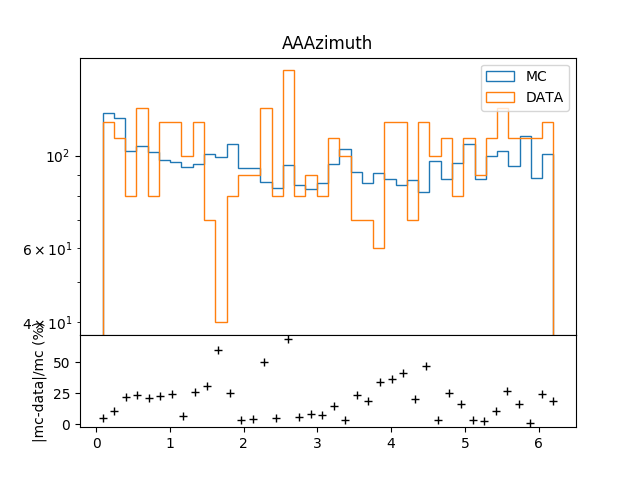 AAAzimuth
MC
DATA
10²
6 × 10¹
4 × 10¹
|mc-data|/mc (%)
50
25
0
0 1 2 3 4 5 6